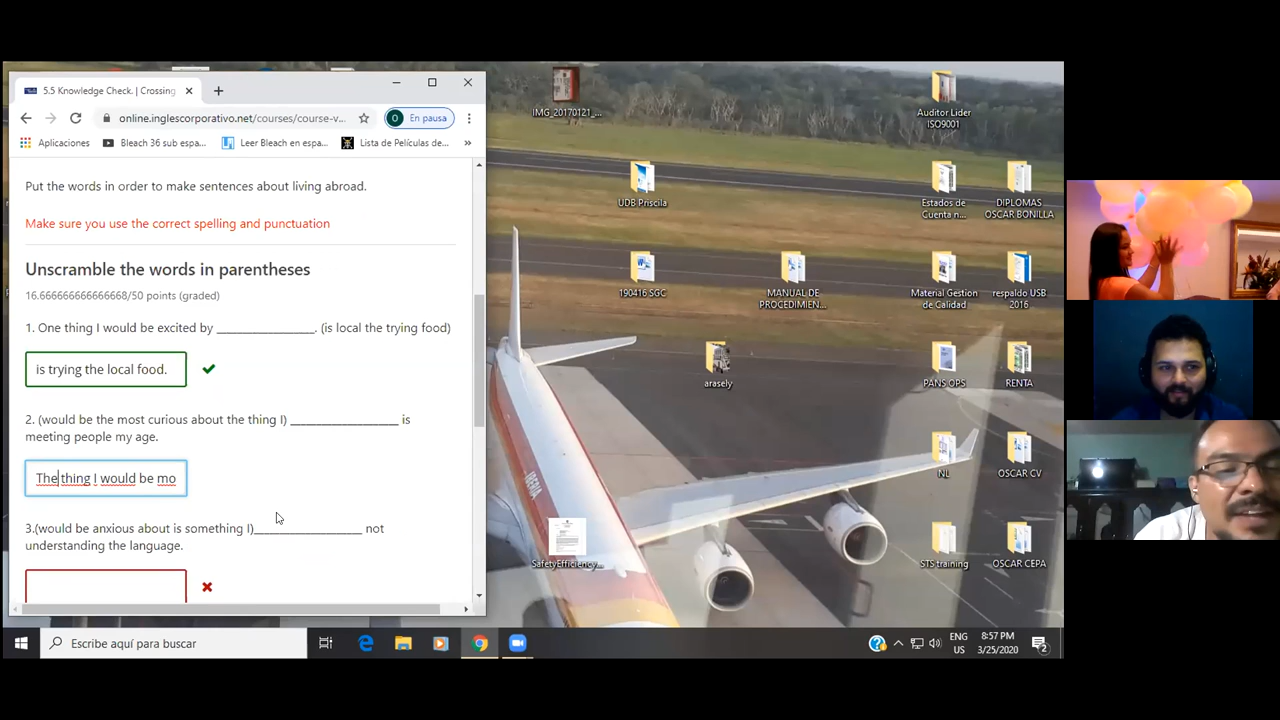 5.5 Knowledge Check. | Crossing
online.inglescorporativo.net/courses/course-v...
O En pausa
Aplicaciones
Bleach 36 sub espa...
Leer Bleach en espa...
Lista de Películas de...
»
Put the words in order to make sentences about living abroad.
Make sure you use the correct spelling and punctuation
Unscramble the words in parentheses
16.666666666666668/50 points (graded)
1. One thing I would be excited by __________________. (is local the trying food)
is trying the local food.
2. (would be the most curious about the thing I) ____________________ is
meeting people my age.
The thing I would be mo
3.(would be anxious about is something I)____________________ not
understanding the language.
IMG_20170121_...
Auditor Lider
ISO9001
UDB Priscila
Estados de
Cuenta n...
DIPLOMAS
OSCAR BONILLA
190416 SGC
MANUAL DE
PROCEDIMIEN...
Material Gestion
de Calidad
respaldo USB
2016
arasely
PANS OPS
RENTA
NL
OSCAR CV
SafetyEfficiency...
STS training
OSCAR CEPA
IBERIA
Escribe aquí para buscar
ENG
US
8:57 PM
3/25/2020
2